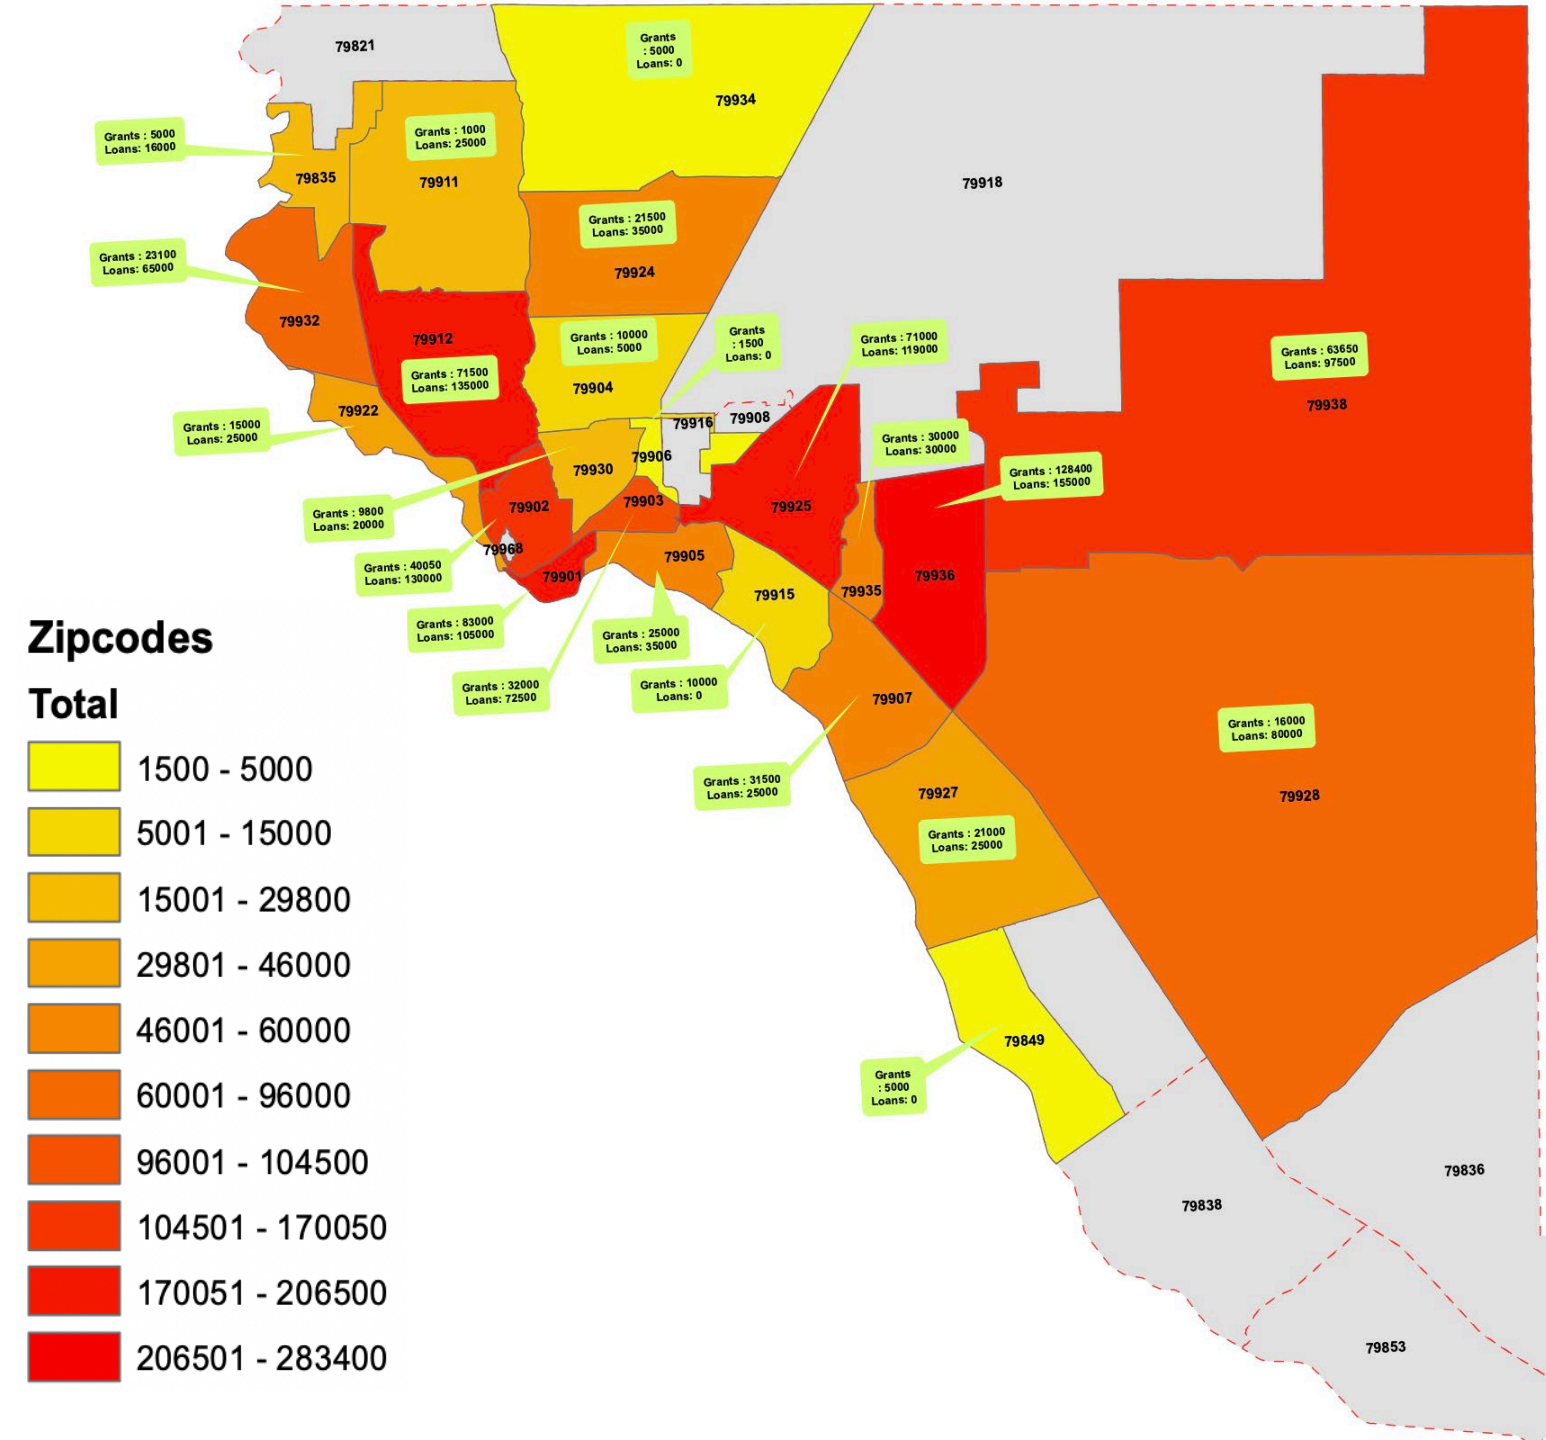 79821
Grants
: 5000
Loans: 0
79934
Grants : 5000
Loans: 16000
Grants : 1000
Loans: 25000
79835
79911
79918
Grants : 21500
Loans: 35000
79924
Grants : 23100
Loans: 65000
79932
79912
Grants : 71500
Loans: 135000
Grants : 10000
Loans: 5000
79904
Grants
: 1500
Loans: 0
Grants : 71000
Loans: 119000
Grants : 63650
Loans: 97500
79938
79922
Grants : 15000
Loans: 25000
79916
79908
79906
79930
Grants : 30000
Loans: 30000
Grants : 128400
Loans: 155000
79902
79903
79925
Grants : 9800
Loans: 20000
79968
79905
79901
79915
79935
79936
Grants : 40050
Loans: 130000
Grants : 83000
Loans: 105000
Grants : 25000
Loans: 35000
Grants : 32000
Loans: 72500
Grants : 10000
Loans: 0
79907
Grants : 31500
Loans: 25000
Grants : 16000
Loans: 80000
79928
79927
Grants : 21000
Loans: 25000
79849
Grants
: 5000
Loans: 0
79838
79836
79853
Zipcodes
Total
1500 - 5000
5001 - 15000
15001 - 29800
29801 - 46000
46001 - 60000
60001 - 96000
96001 - 104500
104501 - 170050
170051 - 206500
206501 - 283400